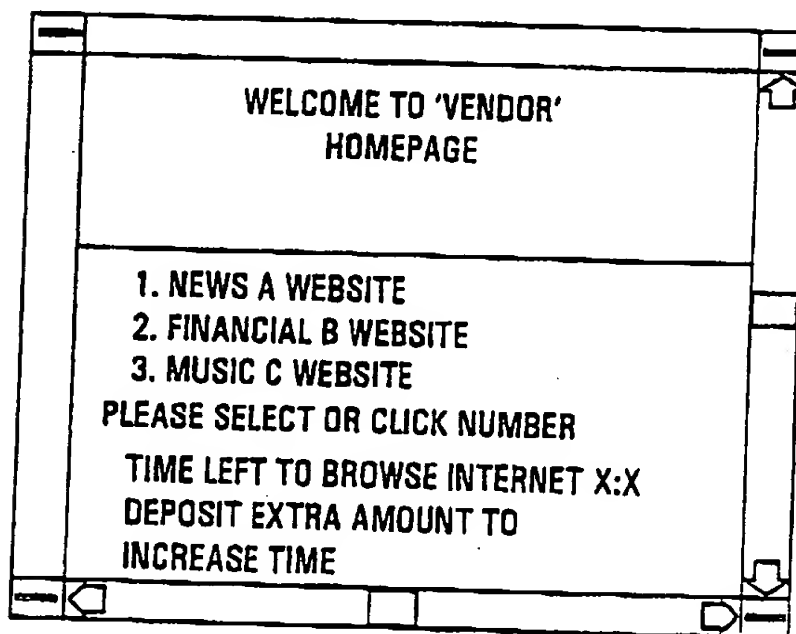 WELCOME TO 'VENDOR'
HOMEPAGE
1. NEWS A WEBSITE
2. FINANCIAL B WEBSITE
3. MUSIC C WEBSITE
PLEASE SELECT OR CLICK NUMBER
TIME LEFT TO BROWSE INTERNET X:X
DEPOSIT EXTRA AMOUNT TO
INCREASE TIME